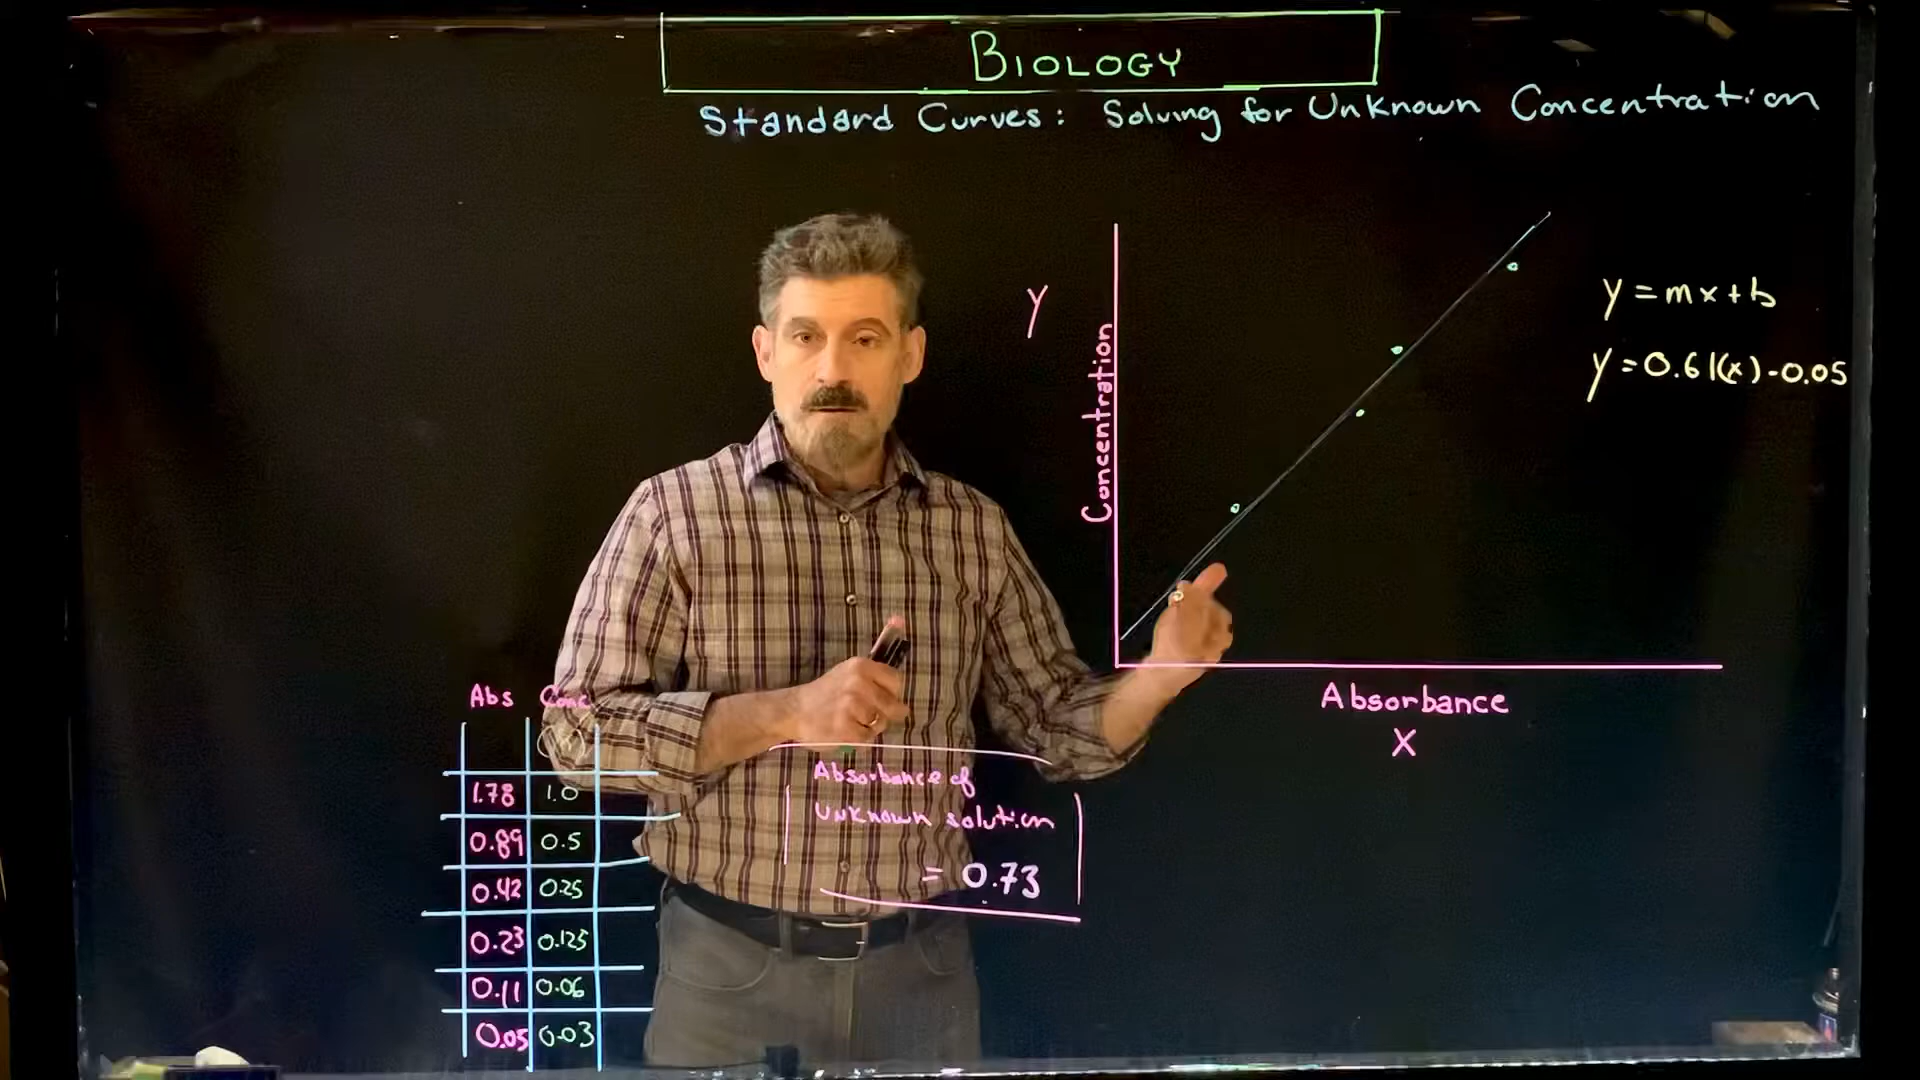 BIOLOGY
Standard Curves: Solving for Unknown Concentration
Y
Concentration
y = mx + b
y = 0.61(x) - 0.05
Absorbance
X
Abs Conc
1.78 1.0
0.89 0.5
0.42 0.25
0.23 0.125
0.11 0.06
0.05 0.03
Absorbance of
Unknown solution
= 0.73